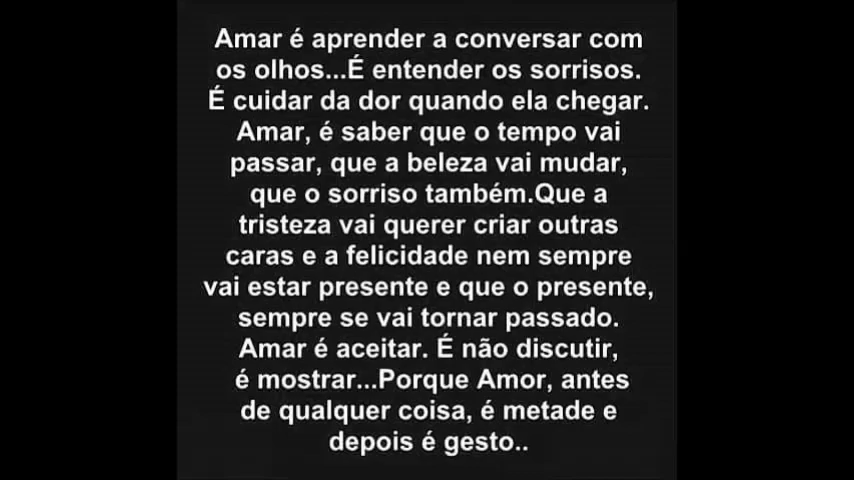 Amar é aprender a conversar com
os olhos...É entender os sorrisos.
É cuidar da dor quando ela chegar.
Amar, é saber que o tempo vai
passar, que a beleza vai mudar,
que o sorriso também.Que a
tristeza vai querer criar outras
caras e a felicidade nem sempre
vai estar presente e que o presente,
sempre se vai tornar passado.
Amar é aceitar. É não discutir,
é mostrar...Porque Amor, antes
de qualquer coisa, é metade e
depois é gesto..